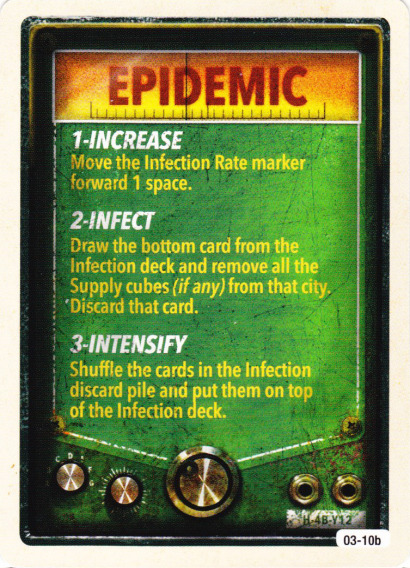 EPIDEMIC
1-INCREASE
Move the Infection Rate marker
forward 1 space.
2-INFECT
Draw the bottom card from the
Infection deck and remove all the
Supply cubes (if any) from that city.
Discard that card.
3-INTENSIFY
Shuffle the cards in the Infection
discard pile and put them on top
of the Infection deck.
C D E F G
H-4B-Y12
03-10b